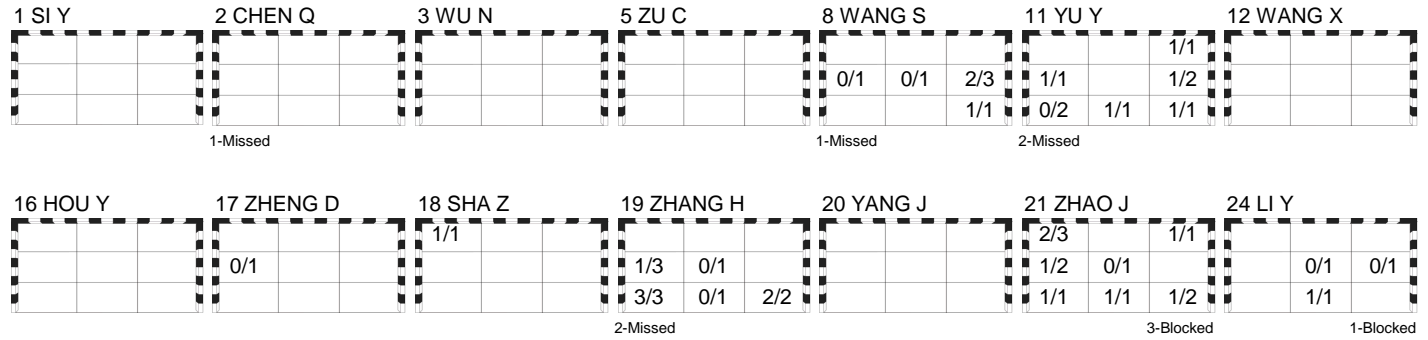 1 SI Y 2 CHEN Q 3 WU N 5 ZU C 8 WANG S 11 YU Y 12 WANG X
1/1
0/1 0/1 2/3 1/1 1/2
1/1 0/2 1/1 1/1
1-Missed 1-Missed 2-Missed
16 HOU Y 17 ZHENG D 18 SHA Z 19 ZHANG H 20 YANG J 21 ZHAO J 24 LI Y
1/1 2/3 1/1
0/1 1/3 0/1 1/2 0/1 0/1 0/1
3/3 0/1 2/2 1/1 1/1 1/2 1/1
2-Missed 3-Blocked 1-Blocked